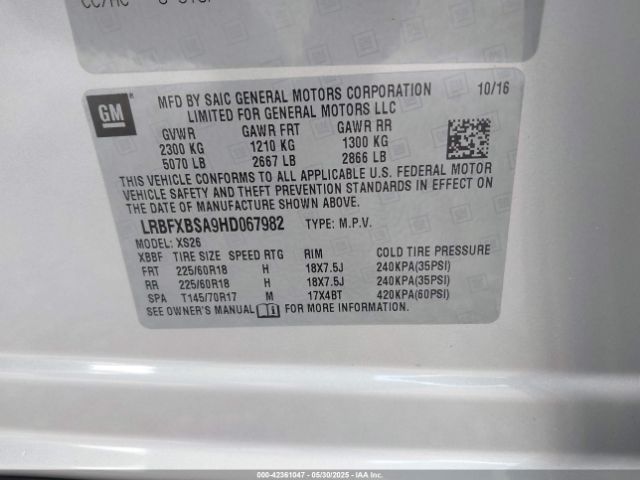 GM
MFD BY SAIC GENERAL MOTORS CORPORATION 10/16
LIMITED FOR GENERAL MOTORS LLC
GVWR GAWR FRT GAWR RR
2300 KG 1210 KG 1300 KG
5070 LB 2667 LB 2866 LB
THIS VEHICLE CONFORMS TO ALL APPLICABLE U.S. FEDERAL MOTOR
VEHICLE SAFETY AND THEFT PREVENTION STANDARDS IN EFFECT ON
THE DATE OF MANUFACTURE SHOWN ABOVE.
LRBFXBSA9HD067982 TYPE: M.P.V.
MODEL: XS26
XBBF TIRE SIZE SPEED RTG RIM COLD TIRE PRESSURE
FRT 225/60R18 H 18X7.5J 240KPA(35PSI)
RR 225/60R18 H 18X7.5J 240KPA(35PSI)
SPA T145/70R17 M 17X4BT 420KPA(60PSI)
SEE OWNER'S MANUAL FOR MORE INFORMATION.
000-42361047 — 05/30/2025 — IAA Inc.